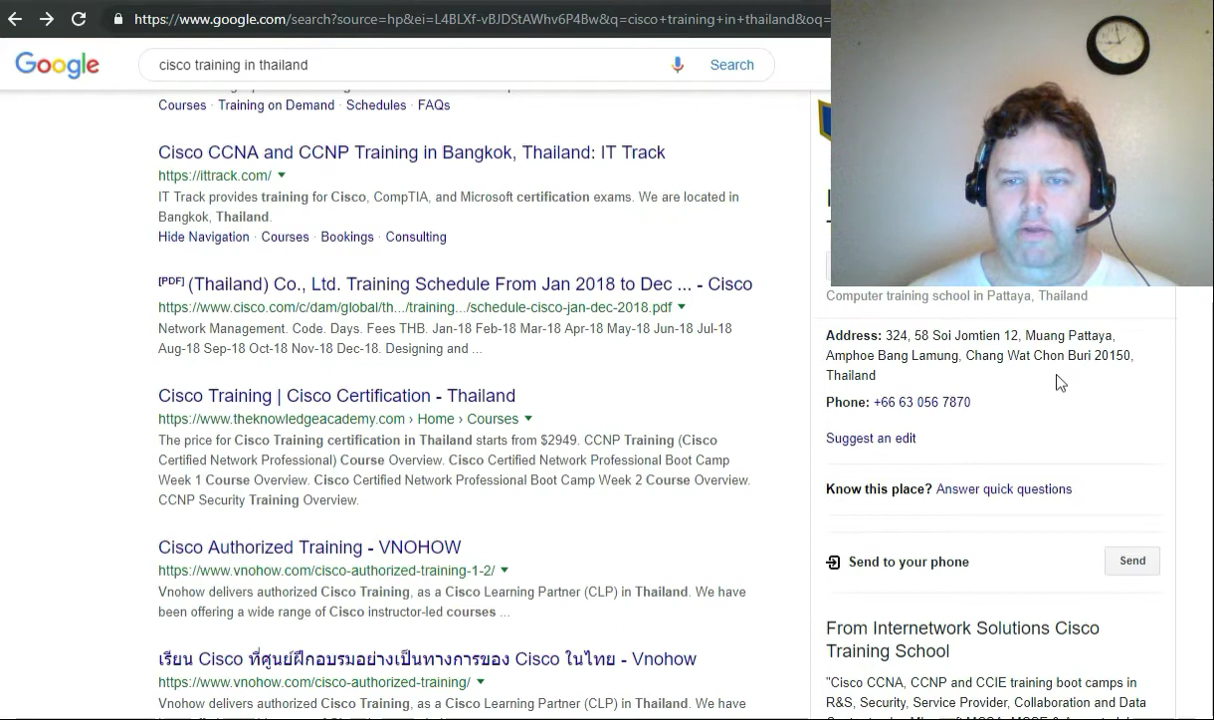 https://www.google.com/search?source=hp&ei=L4BLXf-vBJDStAWhv6P4Bw&q=cisco+training+in+thailand&oq=
Google
cisco training in thailand
Search
Courses · Training on Demand · Schedules · FAQs
Cisco CCNA and CCNP Training in Bangkok, Thailand: IT Track
https://ittrack.com/
IT Track provides training for Cisco, CompTIA, and Microsoft certification exams. We are located in
Bangkok, Thailand.
Hide Navigation · Courses · Bookings · Consulting
[PDF] (Thailand) Co., Ltd. Training Schedule From Jan 2018 to Dec ... - Cisco
https://www.cisco.com/c/dam/global/th.../training.../schedule-cisco-jan-dec-2018.pdf
Network Management. Code. Days. Fees THB. Jan-18 Feb-18 Mar-18 Apr-18 May-18 Jun-18 Jul-18
Aug-18 Sep-18 Oct-18 Nov-18 Dec-18. Designing and ...
Cisco Training | Cisco Certification - Thailand
https://www.theknowledgeacademy.com › Home › Courses
The price for Cisco Training certification in Thailand starts from $2949. CCNP Training (Cisco
Certified Network Professional) Course Overview. Cisco Certified Network Professional Boot Camp
Week 1 Course Overview. Cisco Certified Network Professional Boot Camp Week 2 Course Overview.
CCNP Security Training Overview.
Cisco Authorized Training - VNOHOW
https://www.vnohow.com/cisco-authorized-training-1-2/
Vnohow delivers authorized Cisco Training, as a Cisco Learning Partner (CLP) in Thailand. We have
been offering a wide range of Cisco instructor-led courses ...
เรียน Cisco ที่ศูนย์ฝึกอบรมอย่างเป็นทางการของ Cisco ในไทย - Vnohow
https://www.vnohow.com/cisco-authorized-training/
Vnohow delivers authorized Cisco Training, as a Cisco Learning Partner (CLP) in Thailand. We have
Computer training school in Pattaya, Thailand
Address: 324, 58 Soi Jomtien 12, Muang Pattaya,
Amphoe Bang Lamung, Chang Wat Chon Buri 20150,
Thailand
Phone: +66 63 056 7870
Suggest an edit
Know this place? Answer quick questions
Send to your phone
Send
From Internetwork Solutions Cisco
Training School
"Cisco CCNA, CCNP and CCIE training boot camps in
R&S, Security, Service Provider, Collaboration and Data